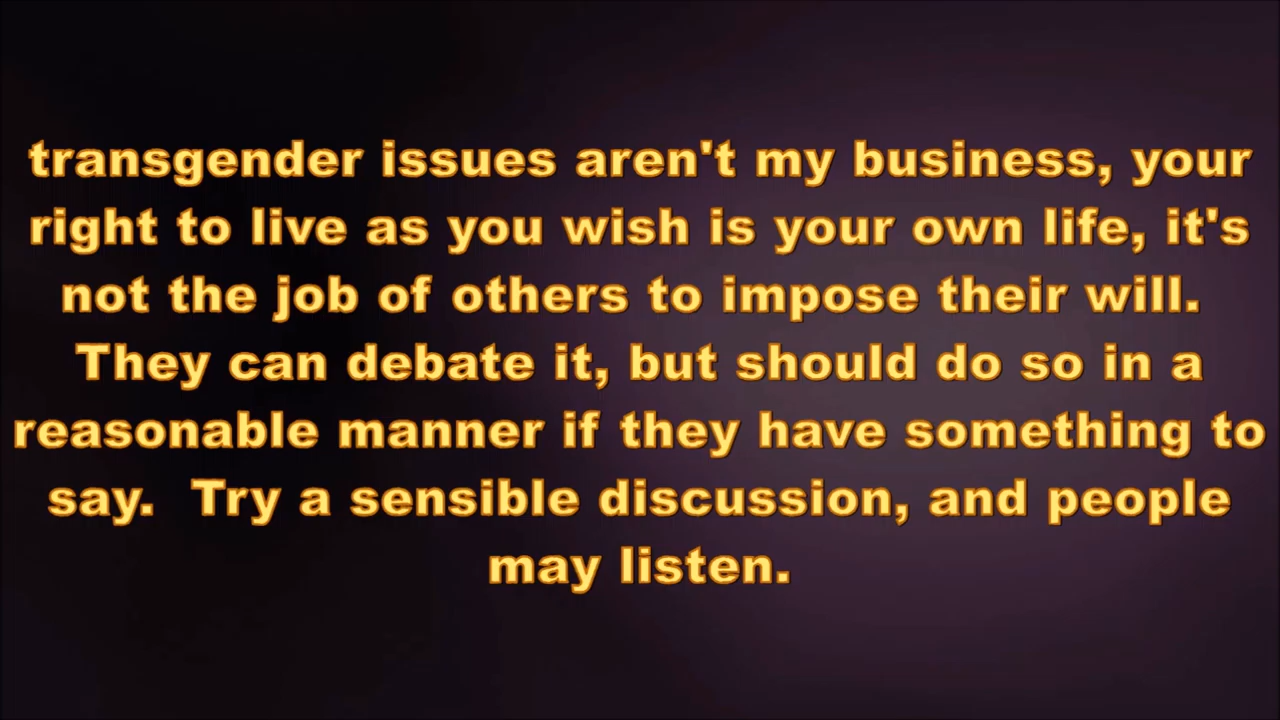 transgender issues aren't my business, your
right to live as you wish is your own life, it's
not the job of others to impose their will.
They can debate it, but should do so in a
reasonable manner if they have something to
say.  Try a sensible discussion, and people
may listen.